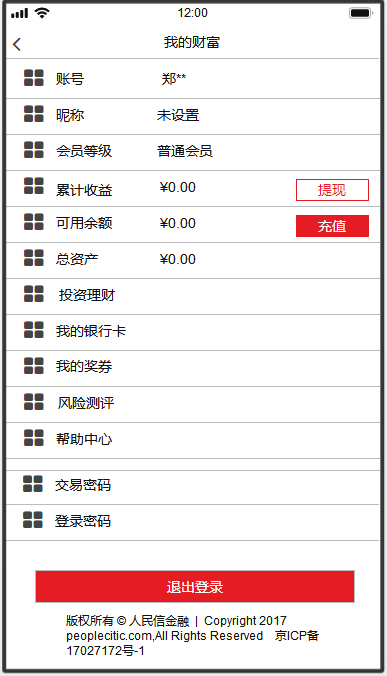 12:00
我的财富
账号 郑**
昵称 未设置
会员等级 普通会员
累计收益 ¥0.00 提现
可用余额 ¥0.00 充值
总资产 ¥0.00
投资理财
我的银行卡
我的奖券
风险测评
帮助中心
交易密码
登录密码
退出登录
版权所有 © 人民信金融 | Copyright 2017
peoplecitic.com,All Rights Reserved 京ICP备
17027172号-1